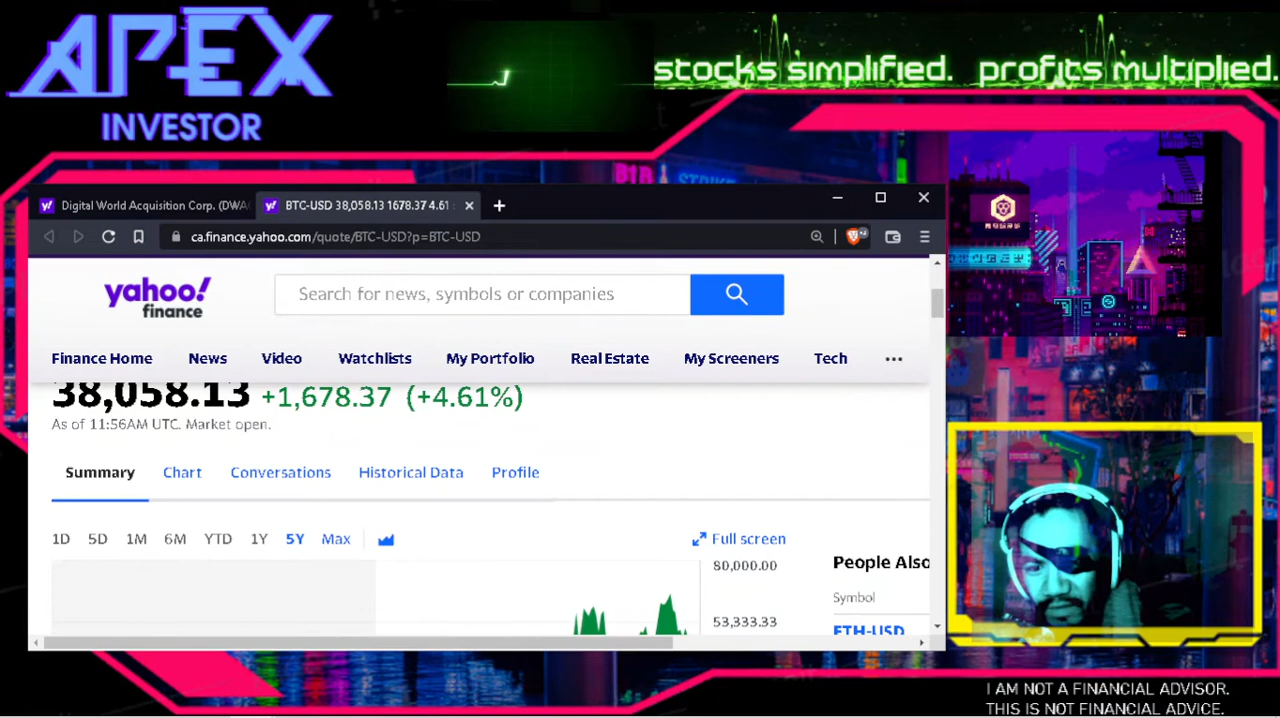 APEX
INVESTOR
stocks simplified. profits multiplied.
Digital World Acquisition Corp. (DWA
BTC-USD 38,058.13 1678.37 4.61
ca.finance.yahoo.com/quote/BTC-USD?p=BTC-USD
yahoo!
finance
Search for news, symbols or companies
Finance Home News Video Watchlists My Portfolio Real Estate My Screeners Tech
38,058.13 +1,678.37 (+4.61%)
As of 11:56AM UTC. Market open.
Summary Chart Conversations Historical Data Profile
1D 5D 1M 6M YTD 1Y 5Y Max Full screen
80,000.00
People Also
Symbol
53,333.33
ETH-USD
I AM NOT A FINANCIAL ADVISOR.
THIS IS NOT FINANCIAL ADVICE.